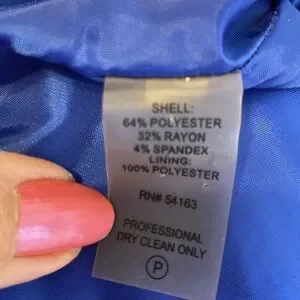 SHELL:
64% POLYESTER
32% RAYON
4% SPANDEX
LINING:
100% POLYESTER
RN# 54163
PROFESSIONAL
DRY CLEAN ONLY
P